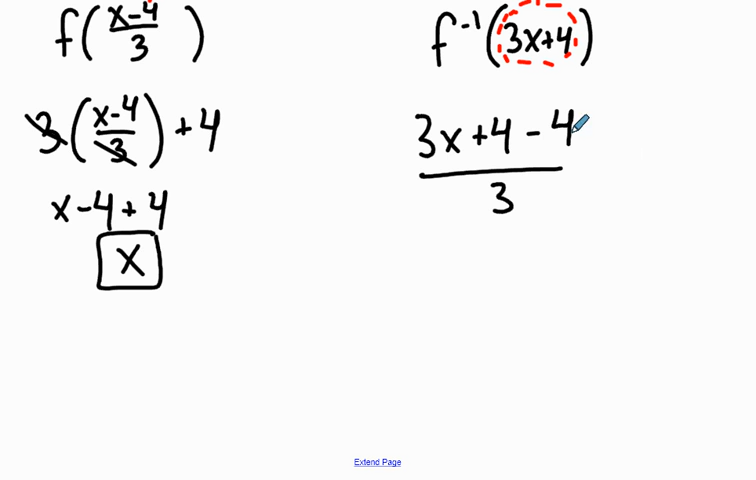 f((x-4)/3)
3((x-4)/3) + 4
x - 4 + 4
x
f⁻¹(3x+4)
(3x + 4 - 4)/3
Extend Page